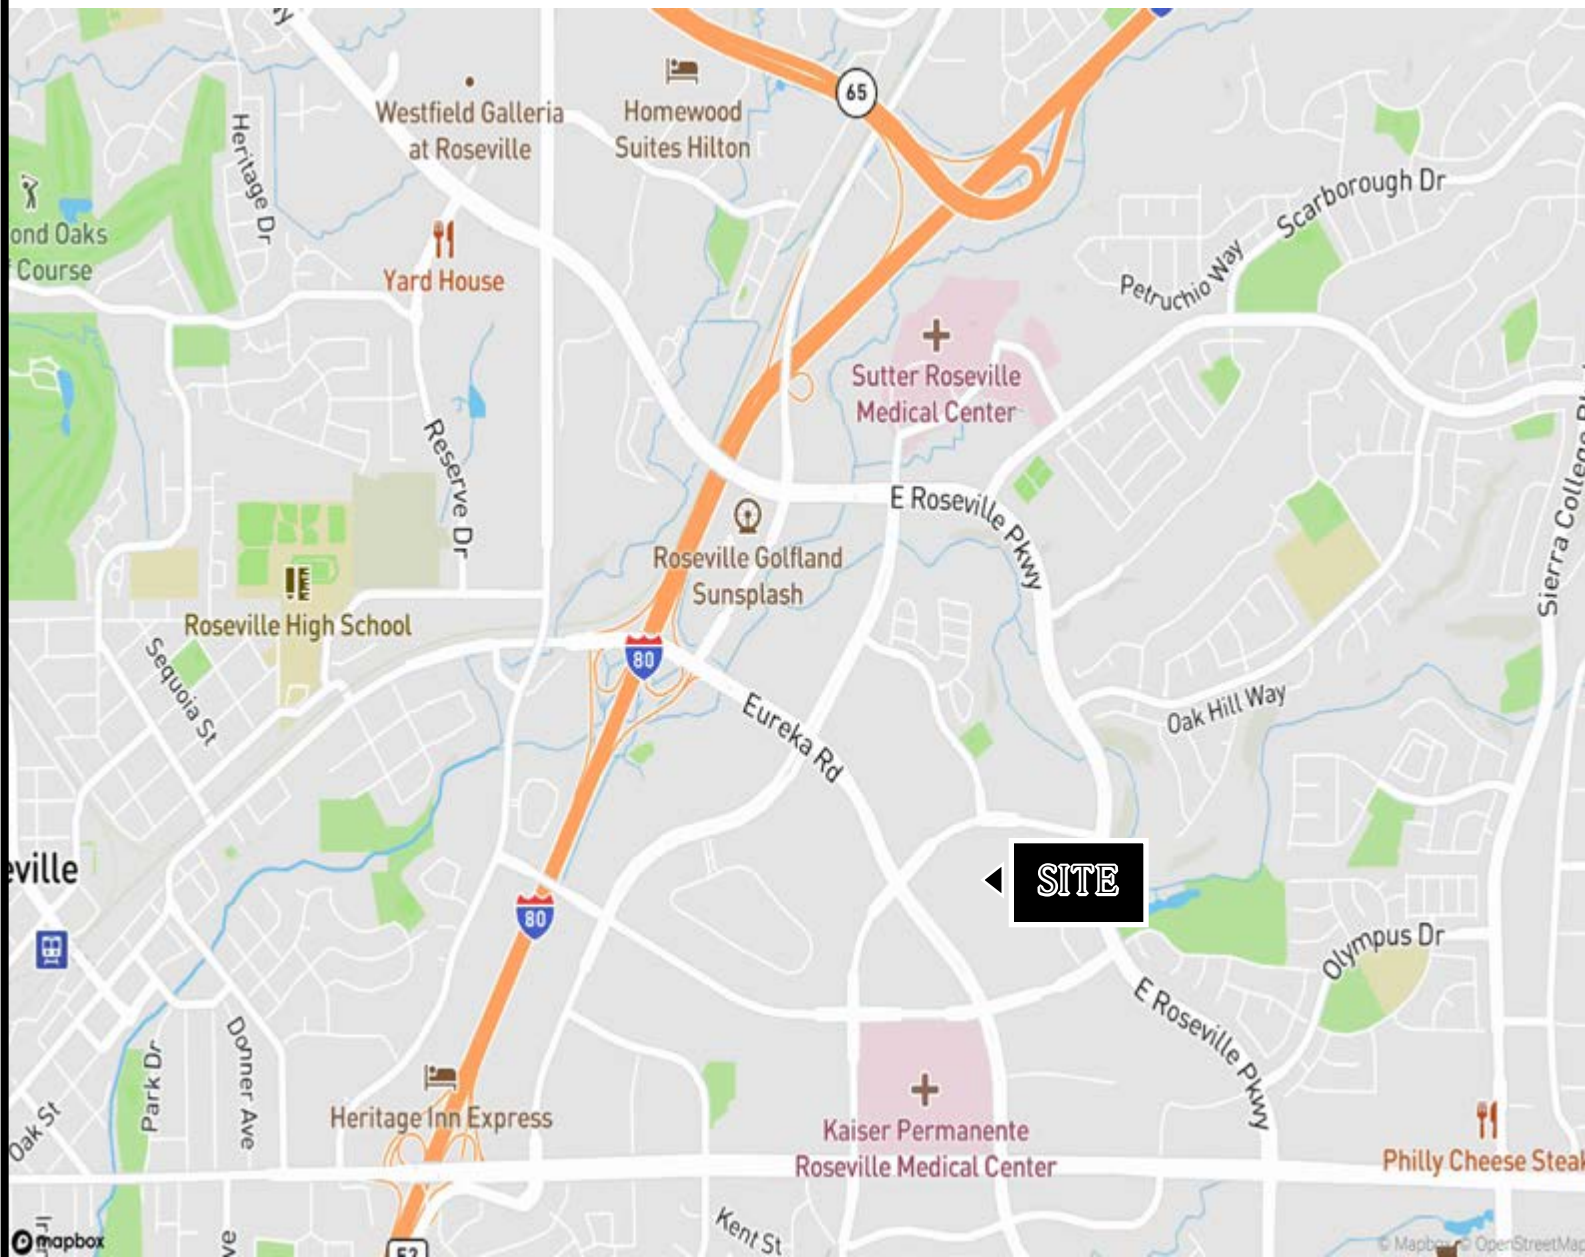 65
Westfield Galleria
at Roseville
Homewood
Suites Hilton
Heritage Dr
Scarborough Dr
ond Oaks
Course
Yard House
Petruchio Way
Sutter Roseville
Medical Center
Reserve Dr
E Roseville Pkwy
Sierra College
Roseville Golfland
Sunsplash
Roseville High School
Sequoia St
80
Eureka Rd
Oak Hill Way
eville
SITE
80
Olympus Dr
E Roseville Pkwy
Park Dr
Donner Ave
Oak St
Heritage Inn Express
Kaiser Permanente
Roseville Medical Center
Philly Cheese Steak
Kent St
mapbox
© Mapbox © OpenStreetMap